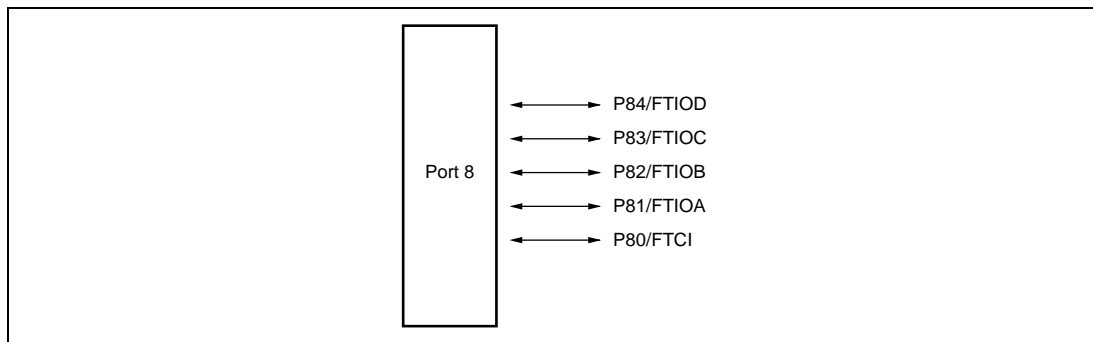 P84/FTIOD
P83/FTIOC
Port 8
P82/FTIOB
P81/FTIOA
P80/FTCI